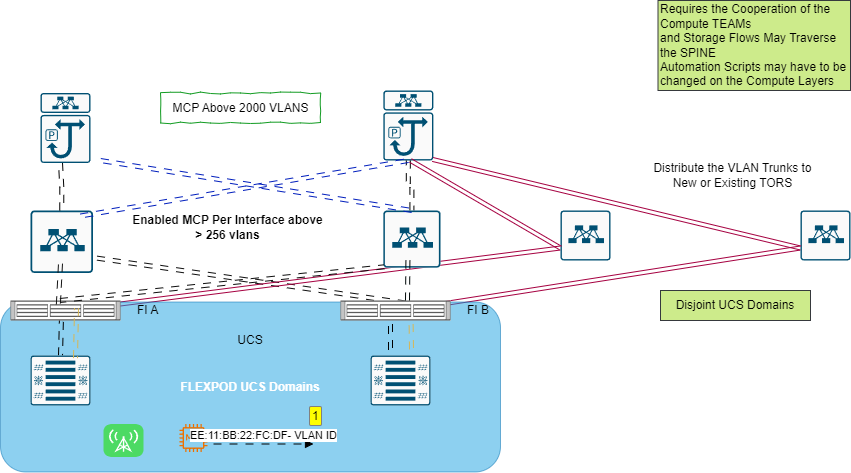 Requires the Cooperation of the
Compute TEAMs
and Storage Flows May Traverse
the SPINE
Automation Scripts may have to be
changed on the Compute Layers
MCP Above 2000 VLANS
P
P
Distribute the VLAN Trunks to
New or Existing TORS
Enabled MCP Per Interface above
> 256 vlans
Disjoint UCS Domains
FI A
FI B
UCS
FLEXPOD UCS Domains
1
EE:11:BB:22:FC:DF- VLAN ID